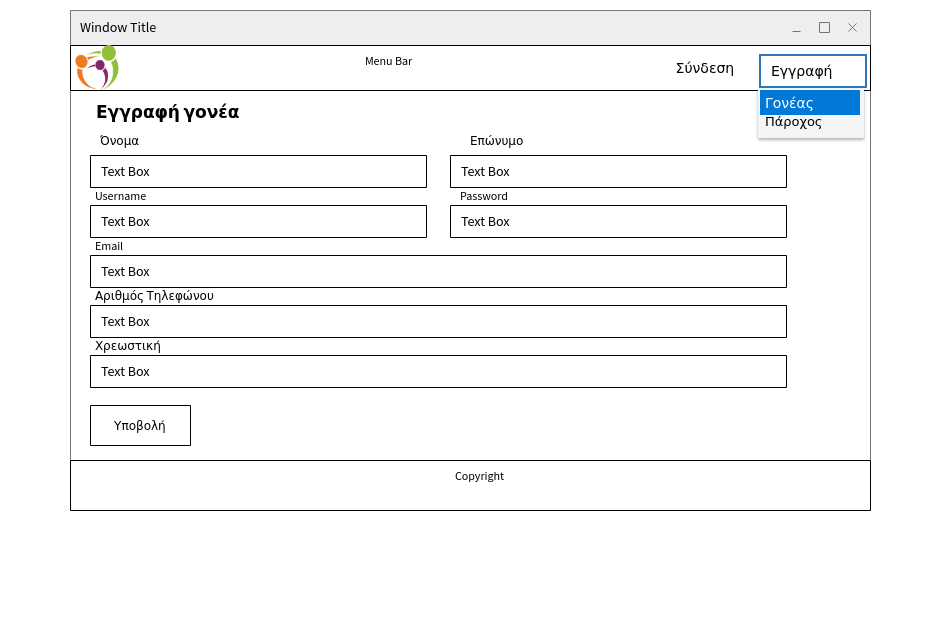 Window Title
Menu Bar
Σύνδεση
Εγγραφή
Γονέας
Πάροχος
Εγγραφή γονέα
Όνομα
Επώνυμο
Text Box
Text Box
Username
Password
Text Box
Text Box
Email
Text Box
Αριθμός Τηλεφώνου
Text Box
Χρεωστική
Text Box
Υποβολή
Copyright